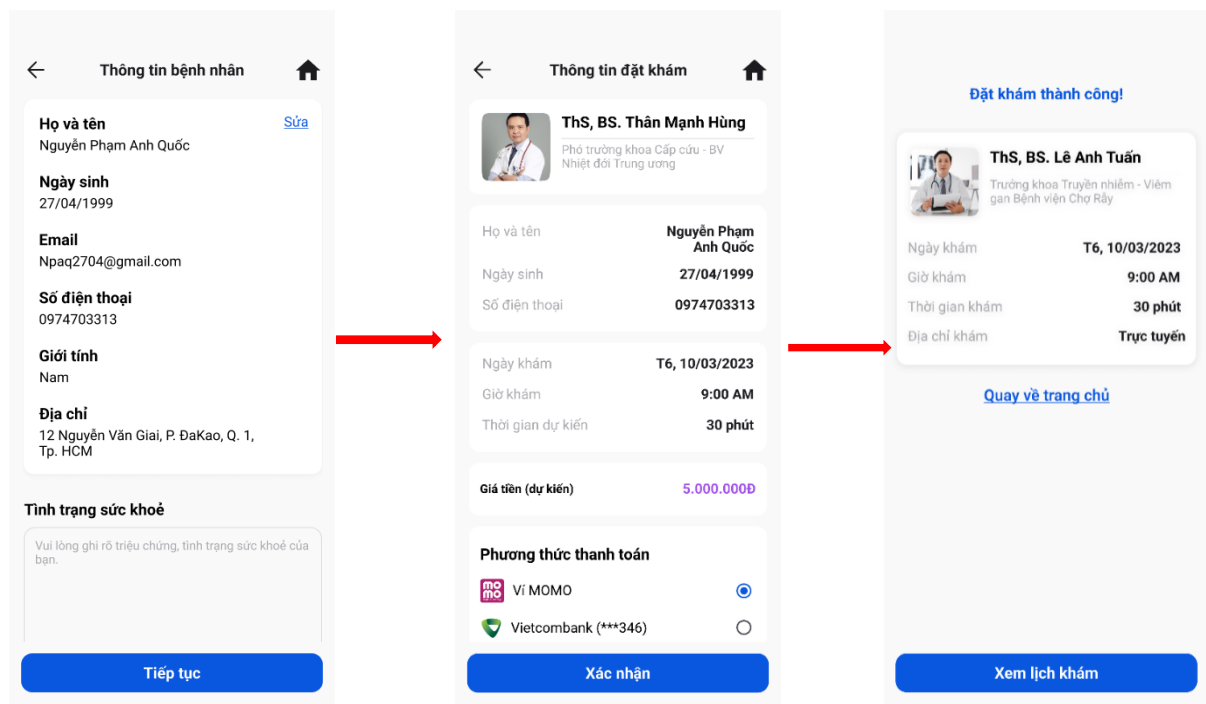 Thông tin bệnh nhân
Họ và tên
Sửa
Nguyễn Phạm Anh Quốc
Ngày sinh
27/04/1999
Email
Npaq2704@gmail.com
Số điện thoại
0974703313
Giới tính
Nam
Địa chỉ
12 Nguyễn Văn Giai, P. ĐaKao, Q. 1,
Tp. HCM
Tình trạng sức khoẻ
Vui lòng ghi rõ triệu chứng, tình trạng sức khoẻ của
bạn.
Tiếp tục
Thông tin đặt khám
ThS, BS. Thân Mạnh Hùng
Phó trường khoa Cấp cứu - BV
Nhiệt đới Trung ương
Họ và tên
Nguyễn Phạm
Anh Quốc
Ngày sinh
27/04/1999
Số điện thoại
0974703313
Ngày khám
T6, 10/03/2023
Giờ khám
9:00 AM
Thời gian dự kiến
30 phút
Giá tiền (dự kiến)
5.000.000Đ
Phương thức thanh toán
momo
Ví MOMO
Vietcombank (***346)
Xác nhận
Đặt khám thành công!
ThS, BS. Lê Anh Tuấn
Trưởng khoa Truyền nhiễm - Viêm
gan Bệnh viện Chợ Rẫy
Ngày khám
T6, 10/03/2023
Giờ khám
9:00 AM
Thời gian khám
30 phút
Địa chỉ khám
Trực tuyến
Quay về trang chủ
Xem lịch khám